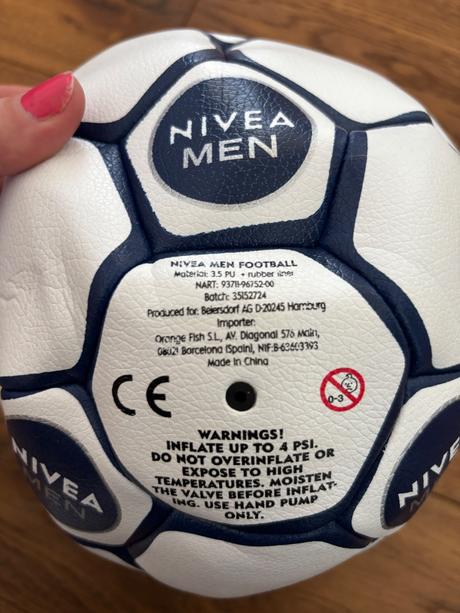 NIVEA
MEN
NIVEA MEN FOOTBALL
Material: 3.5 PU + rubber liner
NART: 93711-96752-00
Batch: 35152724
Produced for: Beiersdorf AG D-20245 Hamburg
Importer:
Orange Fish S.L., AV. Diagonal 576 Main,
08021 Barcelona (Spain), NIF:B-63603393
Made in China
CE
0-3
WARNINGS!
INFLATE UP TO 4 PSI.
DO NOT OVERINFLATE OR
EXPOSE TO HIGH
TEMPERATURES. MOISTEN
THE VALVE BEFORE INFLAT-
ING. USE HAND PUMP
ONLY.
NIVEA
MEN
NIVEA
MEN